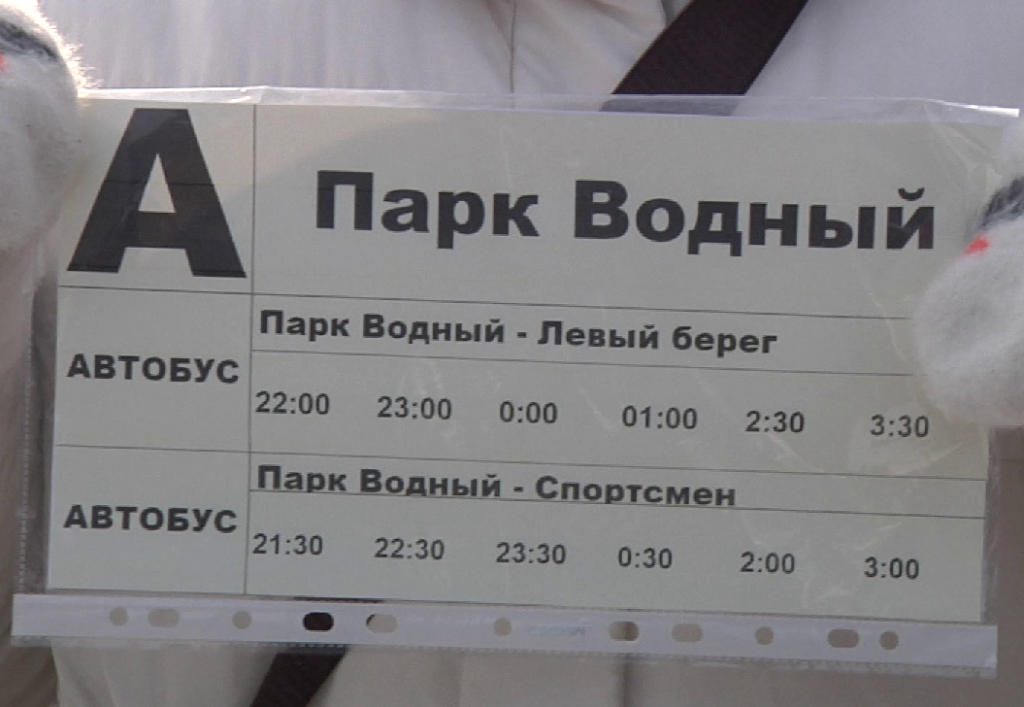 А
Парк Водный
АВТОБУС
Парк Водный - Левый берег
22:00 23:00 0:00 01:00 2:30 3:30
АВТОБУС
Парк Водный - Спортсмен
21:30 22:30 23:30 0:30 2:00 3:00